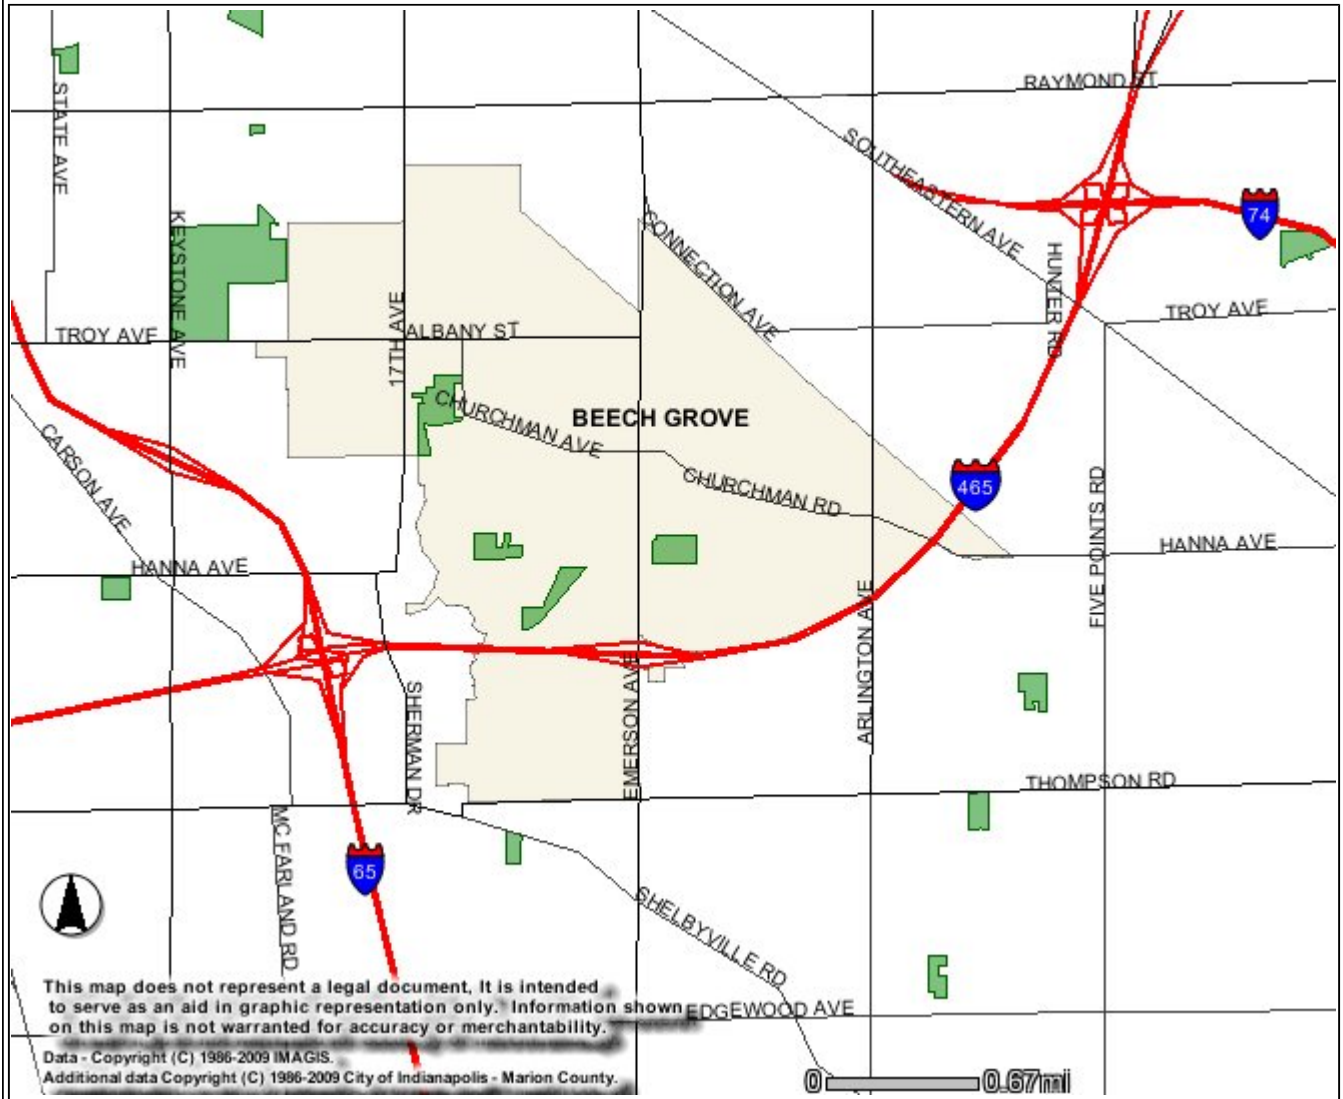 RAYMOND ST
STATE AVE
SOUTHEASTERN AVE
74
KEYSTONE AVE
CONNECTION AVE
HUNTER RD
TROY AVE
17TH AVE
ALBANY ST
TROY AVE
CHURCHMAN AVE
BEECH GROVE
CARSON AVE
CHURCHMAN RD
465
FIVE POINTS RD
HANNA AVE
HANNA AVE
ARLINGTON AVE
EMERSON AVE
SHERMAN DR
THOMPSON RD
MC FARLAND RD
65
SHELBYVILLE RD
This map does not represent a legal document, It is intended
to serve as an aid in graphic representation only. Information shown
EDGEWOOD AVE
on this map is not warranted for accuracy or merchantability.
Data - Copyright (C) 1986-2009 IMAGIS.
Additional data Copyright (C) 1986-2009 City of Indianapolis - Marion County.
0 0.67mi